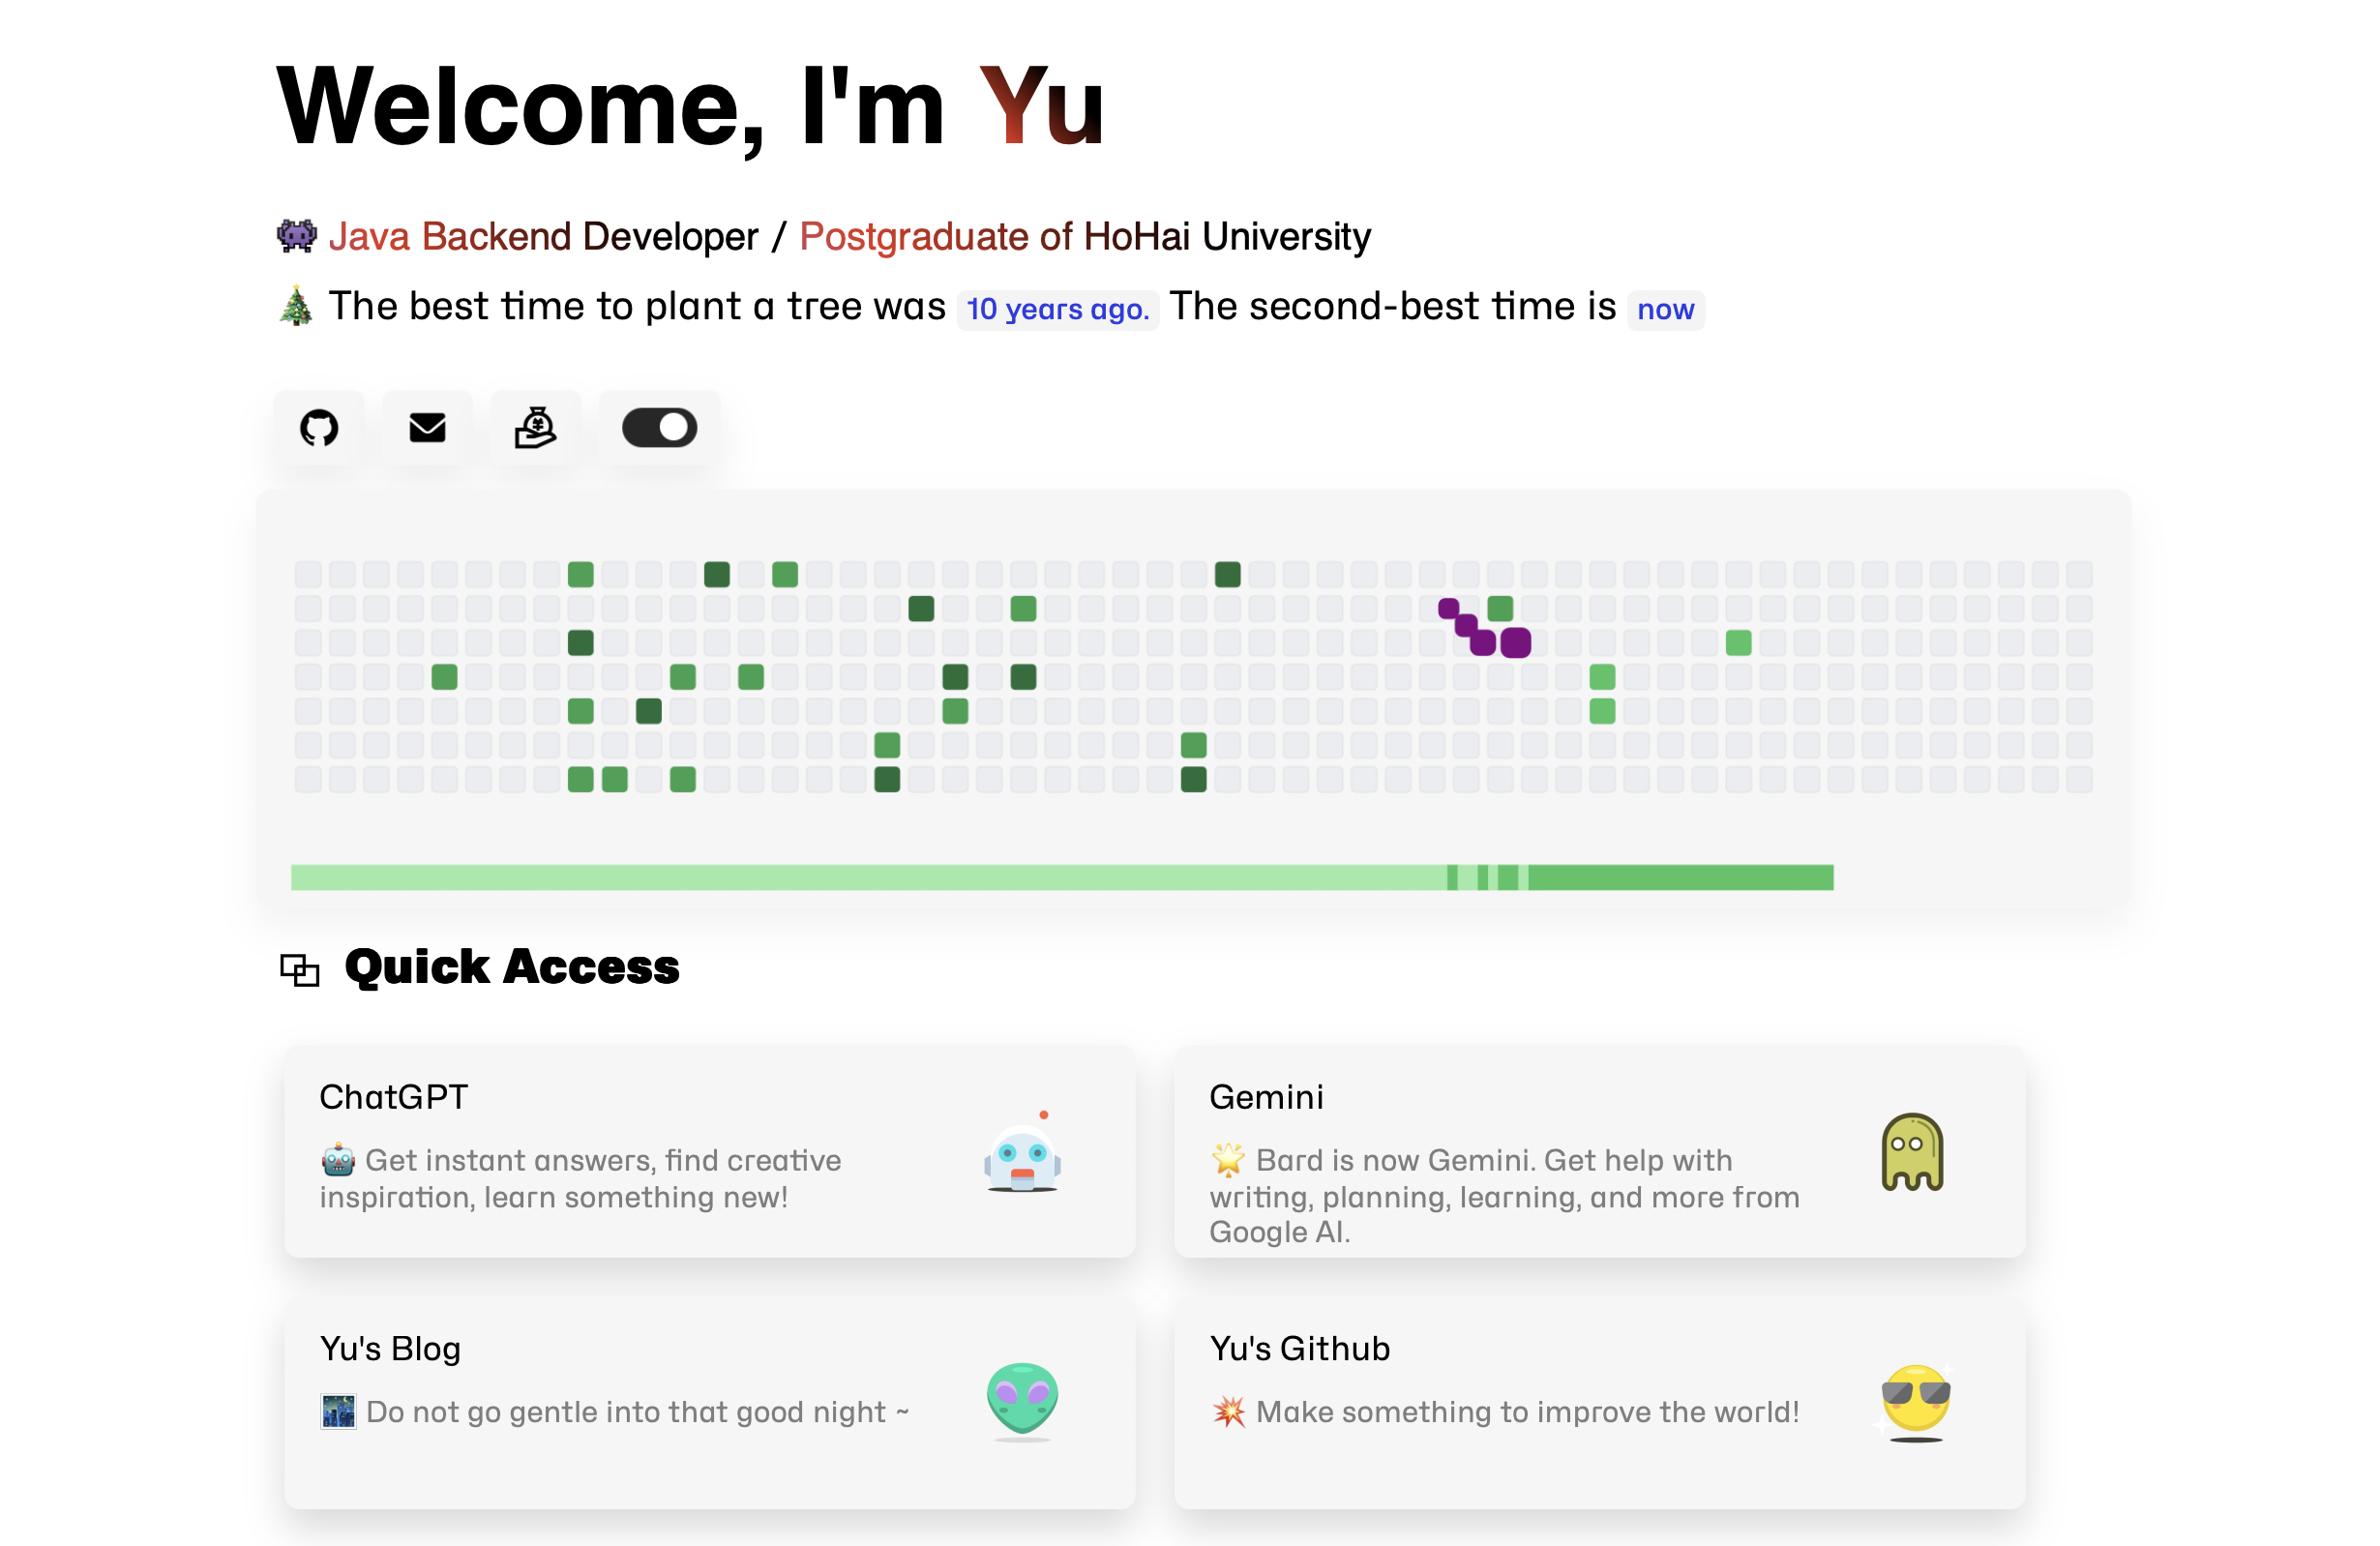 Welcome, I'm Yu
👾 Java Backend Developer / Postgraduate of HoHai University
🎄 The best time to plant a tree was 10 years ago. The second-best time is now
Quick Access
ChatGPT
🤖 Get instant answers, find creative
inspiration, learn something new!
Gemini
🌟 Bard is now Gemini. Get help with
writing, planning, learning, and more from
Google AI.
Yu's Blog
🌃 Do not go gentle into that good night ~
Yu's Github
💥 Make something to improve the world!